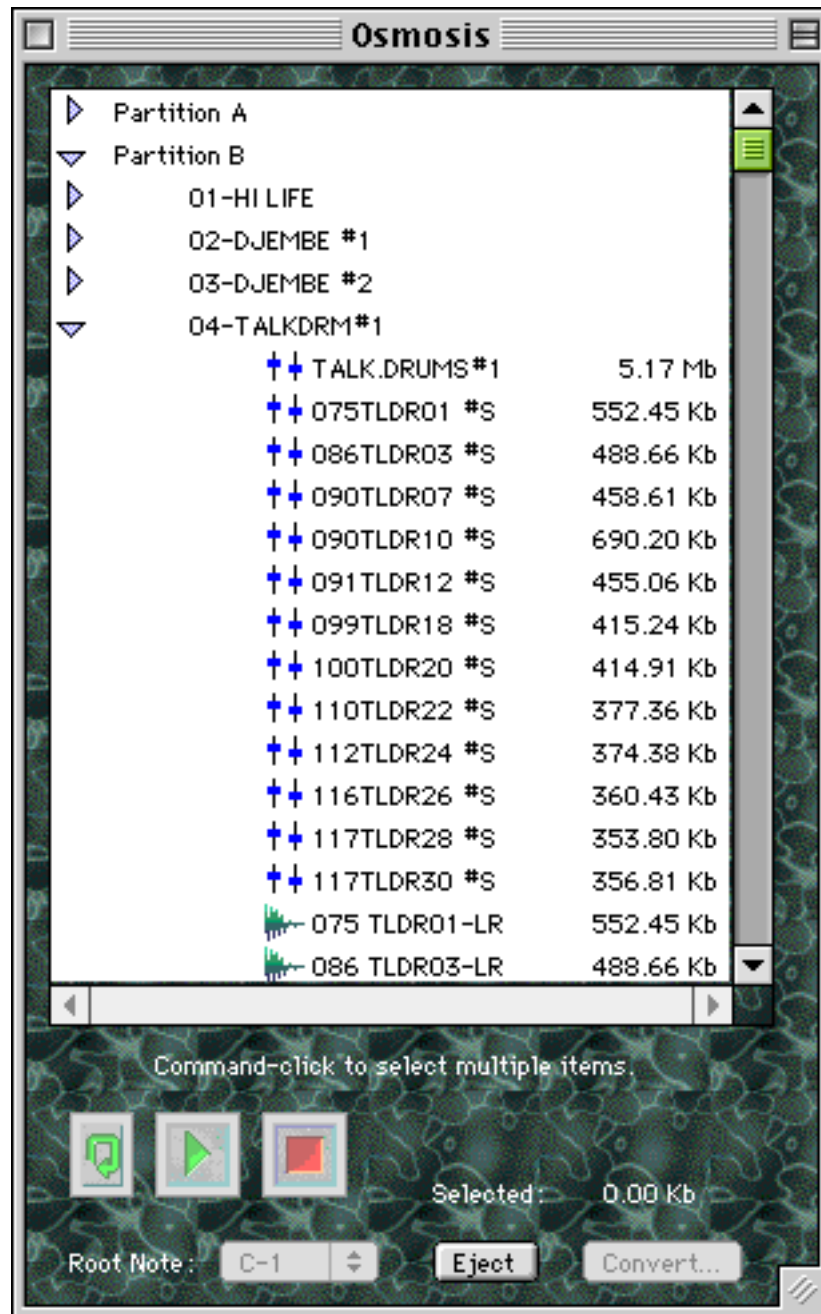 Osmosis
Partition A
Partition B
01-HI LIFE
02-DJEMBE #1
03-DJEMBE #2
04-TALKDRM#1
TALK.DRUMS#1 5.17 Mb
075TLDR01 #S 552.45 Kb
086TLDR03 #S 488.66 Kb
090TLDR07 #S 458.61 Kb
090TLDR10 #S 690.20 Kb
091TLDR12 #S 455.06 Kb
099TLDR18 #S 415.24 Kb
100TLDR20 #S 414.91 Kb
110TLDR22 #S 377.36 Kb
112TLDR24 #S 374.38 Kb
116TLDR26 #S 360.43 Kb
117TLDR28 #S 353.80 Kb
117TLDR30 #S 356.81 Kb
075 TLDR01-LR 552.45 Kb
086 TLDR03-LR 488.66 Kb
Command-click to select multiple items.
Selected: 0.00 Kb
Root Note: C-1 Eject Convert...